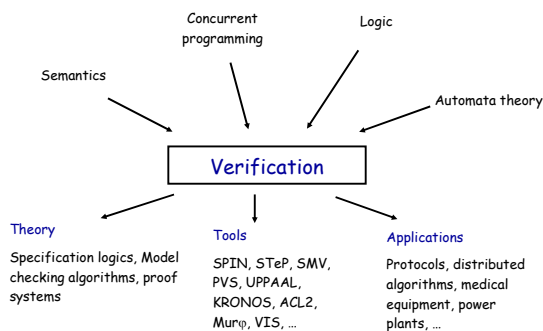 Concurrent
programming
Logic
Semantics
Automata theory
Verification
Theory
Specification logics, Model
checking algorithms, proof
systems
Tools
SPIN, STeP, SMV,
PVS, UPPAAL,
KRONOS, ACL2,
Murφ, VIS, …
Applications
Protocols, distributed
algorithms, medical
equipment, power
plants, …